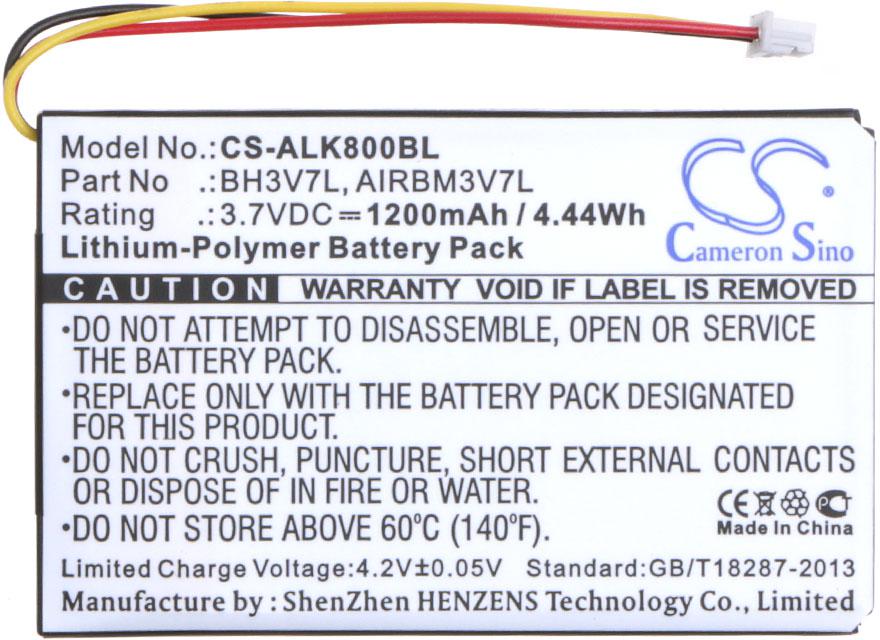 Model No.:CS-ALK800BL
Part No .:BH3V7L, AIRBM3V7L
Rating .:3.7VDC⎓1200mAh / 4.44Wh
Lithium-Polymer Battery Pack
CS®
Cameron Sino
CAUTION WARRANTY VOID IF LABEL IS REMOVED
•DO NOT ATTEMPT TO DISASSEMBLE, OPEN OR SERVICE
THE BATTERY PACK.
•REPLACE ONLY WITH THE BATTERY PACK DESIGNATED
FOR THIS PRODUCT.
•DO NOT CRUSH, PUNCTURE, SHORT EXTERNAL CONTACTS
OR DISPOSE OF IN FIRE OR WATER.
•DO NOT STORE ABOVE 60°C (140°F).
CE PCT
Made In China
Limited Charge Voltage:4.2V±0.05V Standard:GB/T18287-2013
Manufacture by : ShenZhen HENZENS Technology Co., Limited